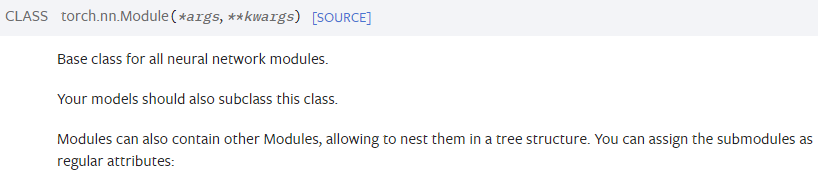 CLASS torch.nn.Module(*args, **kwargs) [SOURCE]
Base class for all neural network modules.
Your models should also subclass this class.
Modules can also contain other Modules, allowing to nest them in a tree structure. You can assign the submodules as
regular attributes: